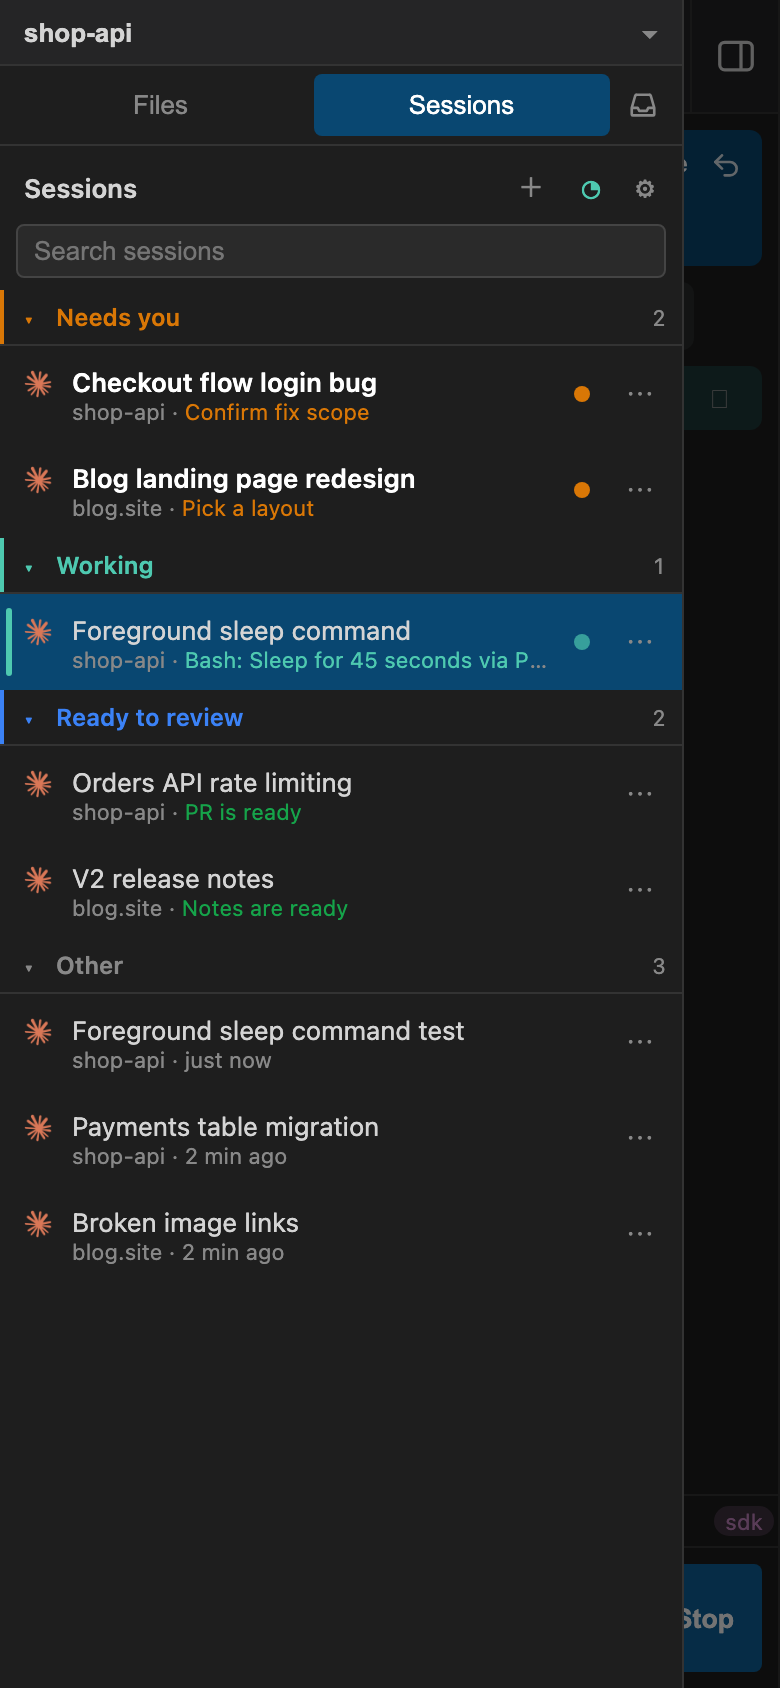 shop-api
Files
Sessions
Sessions
Search sessions
Needs you
2
Checkout flow login bug
shop-api · Confirm fix scope
Blog landing page redesign
blog.site · Pick a layout
Working
1
Foreground sleep command
shop-api · Bash: Sleep for 45 seconds via P...
Ready to review
2
Orders API rate limiting
shop-api · PR is ready
V2 release notes
blog.site · Notes are ready
Other
3
Foreground sleep command test
shop-api · just now
Payments table migration
shop-api · 2 min ago
Broken image links
blog.site · 2 min ago
sdk
Stop